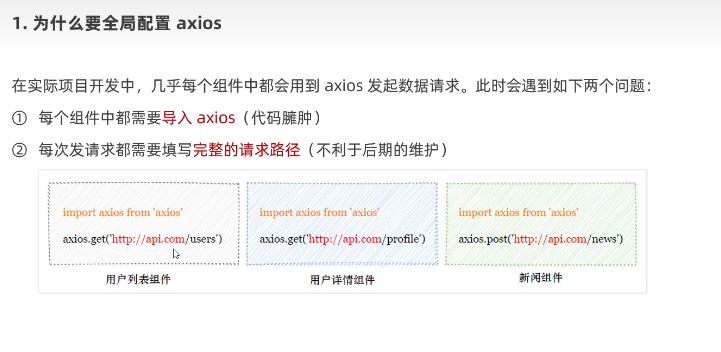 1. 为什么要全局配置 axios
在实际项目开发中，几乎每个组件中都会用到 axios 发起数据请求。此时会遇到如下两个问题：
① 每个组件中都需要导入 axios（代码臃肿）
② 每次发请求都需要填写完整的请求路径（不利于后期的维护）
import axios from 'axios'
axios.get('http://api.com/users')
用户列表组件
import axios from 'axios'
axios.get('http://api.com/profile')
用户详情组件
import axios from 'axios'
axios.post('http://api.com/news')
新闻组件